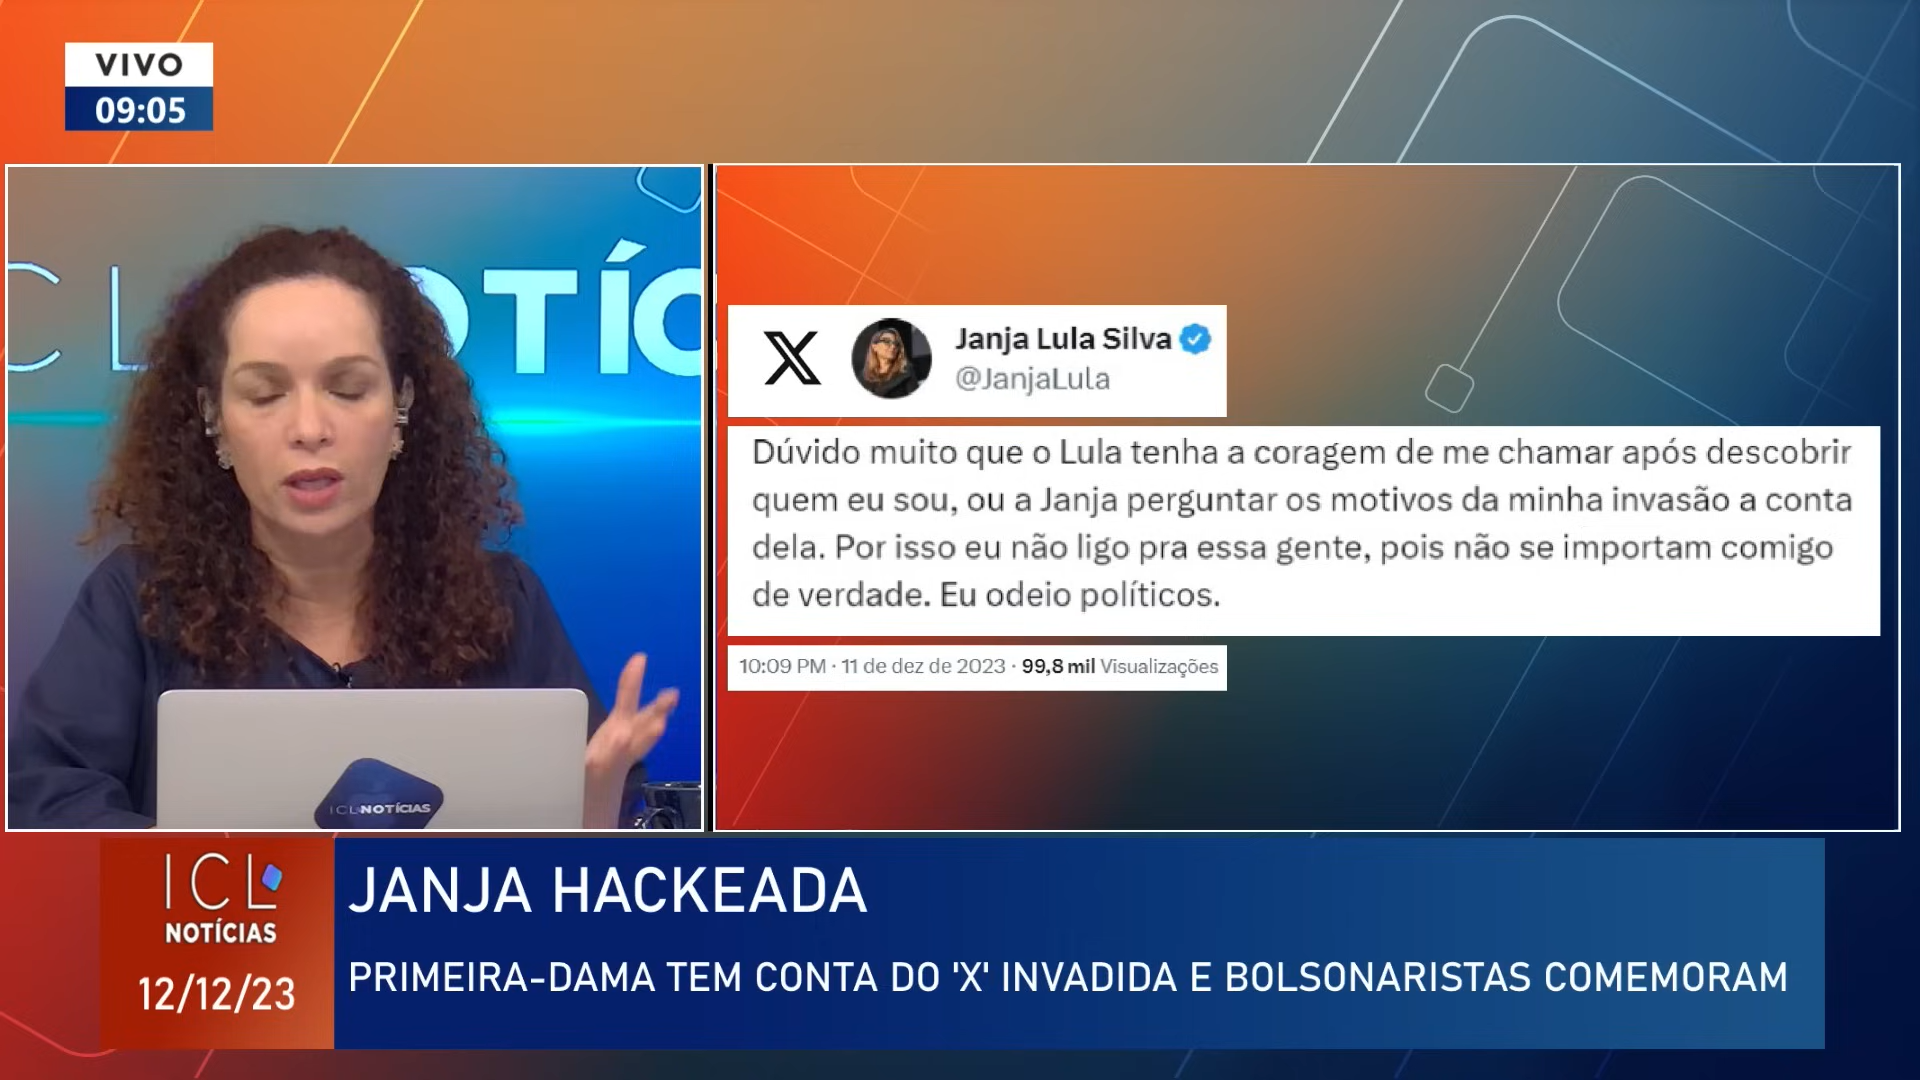 VIVO
09:05
CL NOTÍC
Janja Lula Silva
@JanjaLula
Dúvido muito que o Lula tenha a coragem de me chamar após descobrir
quem eu sou, ou a Janja perguntar os motivos da minha invasão a conta
dela. Por isso eu não ligo pra essa gente, pois não se importam comigo
de verdade. Eu odeio políticos.
10:09 PM · 11 de dez de 2023 · 99,8 mil Visualizações
ICL NOTÍCIAS
ICL
NOTÍCIAS
12/12/23
JANJA HACKEADA
PRIMEIRA-DAMA TEM CONTA DO 'X' INVADIDA E BOLSONARISTAS COMEMORAM